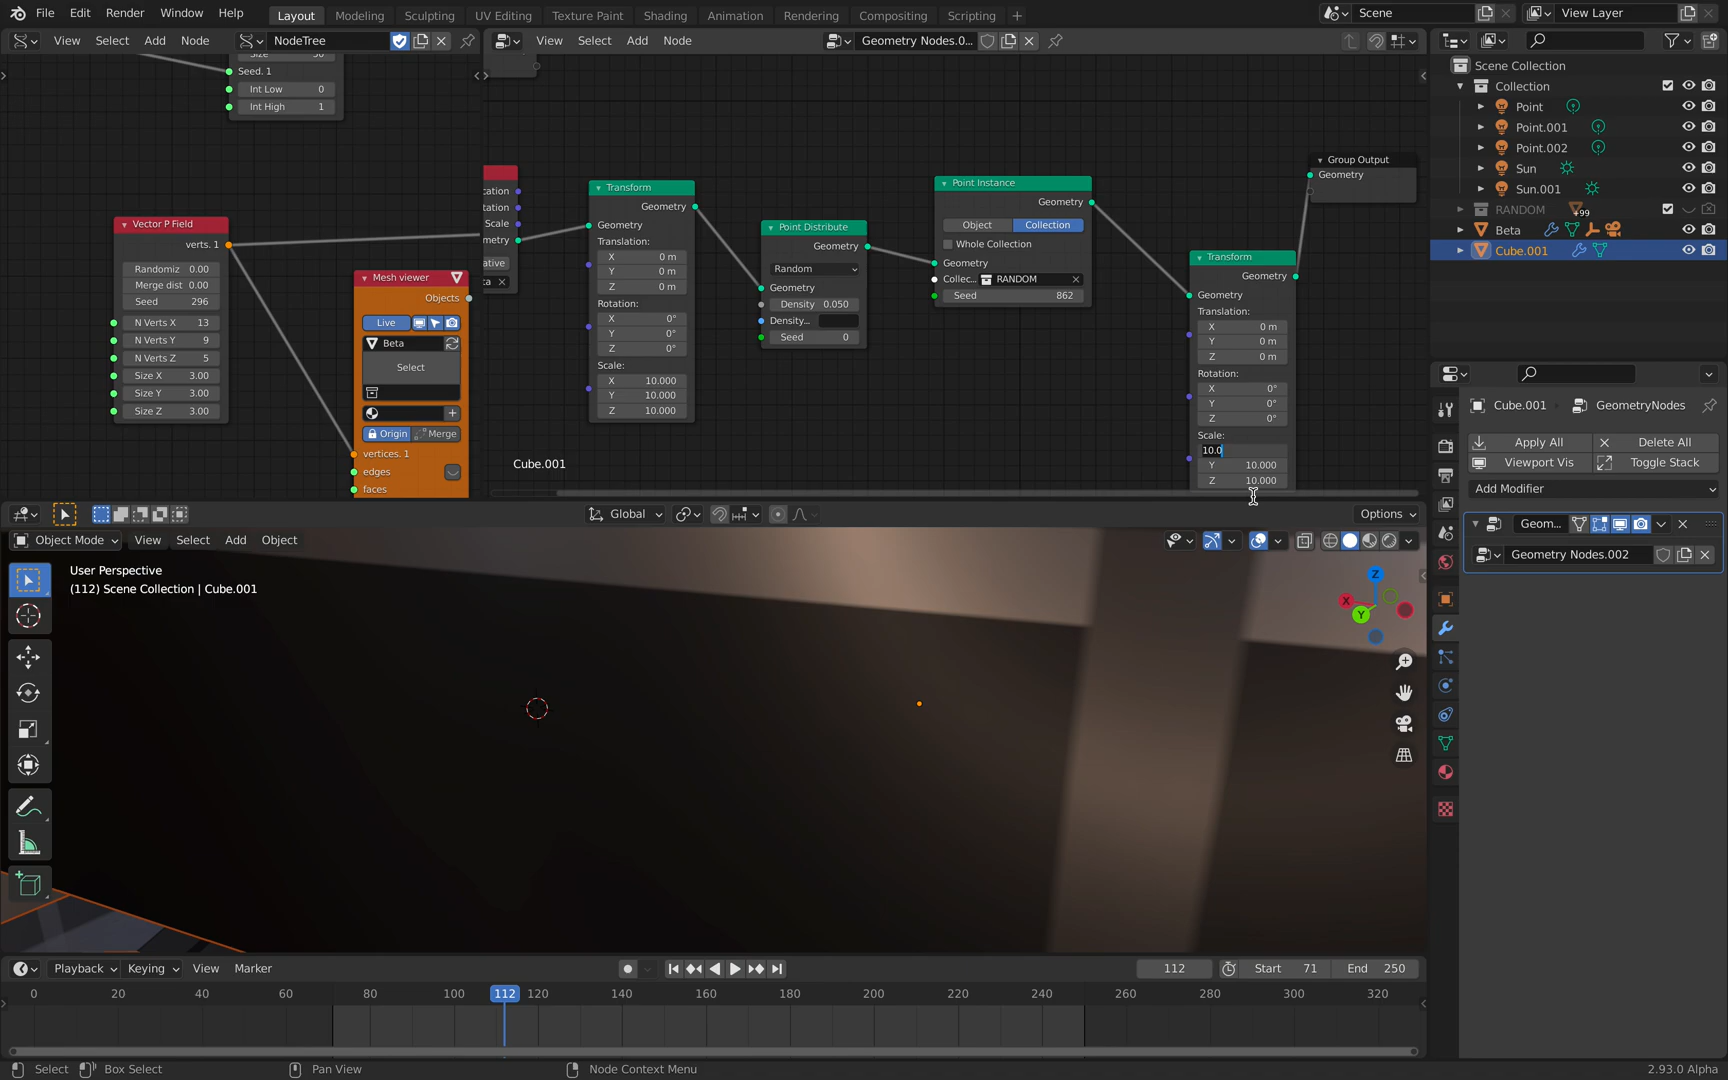 File Edit Render Window Help Layout Modeling Sculpting UV Editing Texture Paint Shading Animation Rendering Compositing Scripting + Scene View Layer
View Select Add Node NodeTree View Select Add Node Geometry Nodes.0...
Size 50
Seed. 1
Int Low 0
Int High 1
Vector P Field
verts. 1
Randomiz 0.00
Merge dist 0.00
Seed 296
N Verts X 13
N Verts Y 9
N Verts Z 5
Size X 3.00
Size Y 3.00
Size Z 3.00
Mesh viewer
Objects
Live
Beta
Select
Origin Merge
vertices. 1
edges
faces
cation
tation
Scale
metry
ative
ta
Transform
Geometry
Geometry
Translation:
X 0 m
Y 0 m
Z 0 m
Rotation:
X 0°
Y 0°
Z 0°
Scale:
X 10.000
Y 10.000
Z 10.000
Point Distribute
Geometry
Random
Geometry
Density 0.050
Density...
Seed 0
Point Instance
Geometry
Object Collection
Whole Collection
Geometry
Collec... RANDOM
Seed 862
Transform
Geometry
Geometry
Translation:
X 0 m
Y 0 m
Z 0 m
Rotation:
X 0°
Y 0°
Z 0°
Scale:
10.0
Y 10.000
Z 10.000
Group Output
Geometry
Cube.001
Scene Collection
Collection
Point
Point.001
Point.002
Sun
Sun.001
RANDOM +99
Beta
Cube.001
Cube.001 GeometryNodes
Apply All Delete All
Viewport Vis Toggle Stack
Add Modifier
Geom...
Geometry Nodes.002
Global Options
Object Mode View Select Add Object
User Perspective
(112) Scene Collection | Cube.001
Z
X
Y
Playback Keying View Marker 112 Start 71 End 250
0 20 40 60 80 100 112 120 140 160 180 200 220 240 260 280 300 320
Select Box Select Pan View Node Context Menu 2.93.0 Alpha